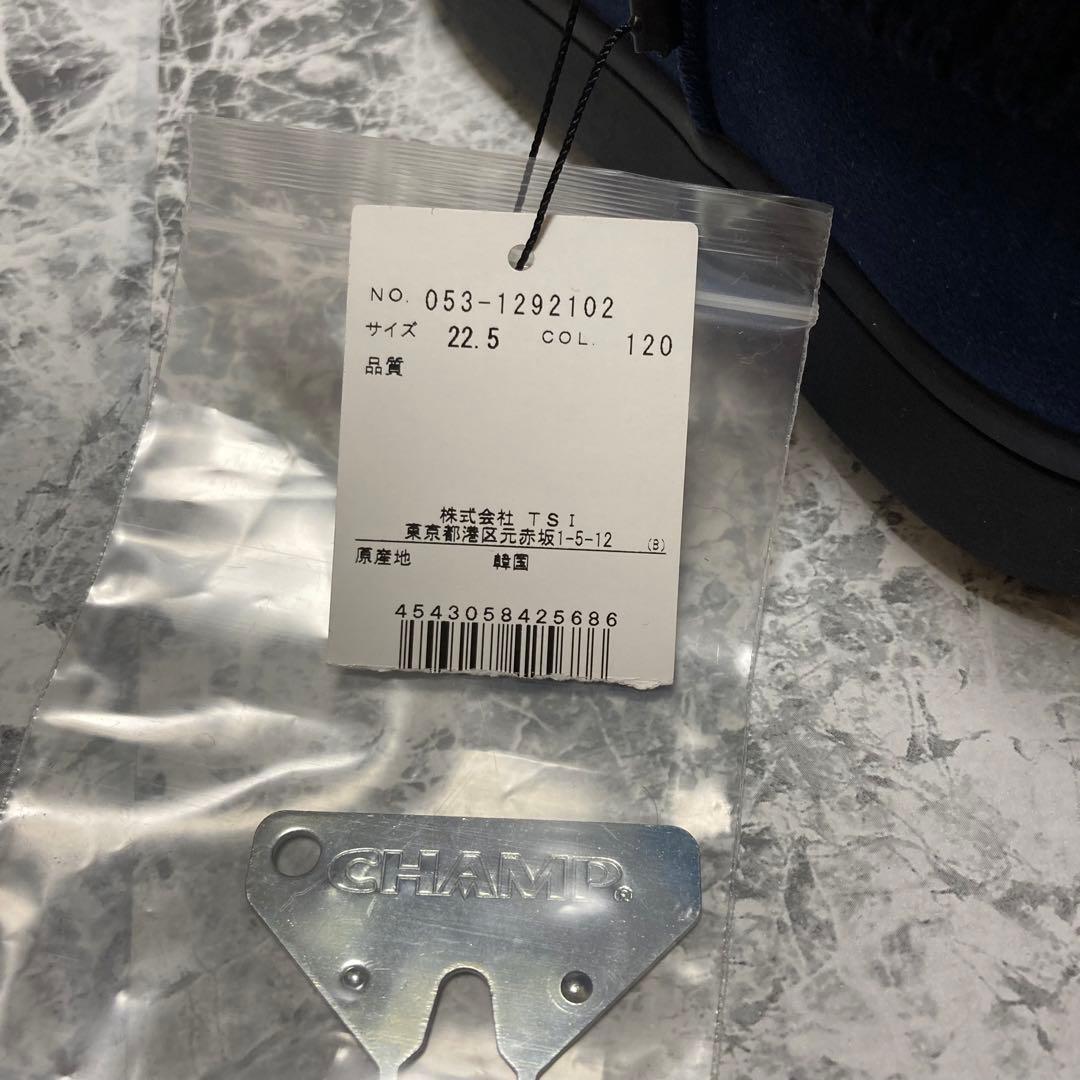 NO. 053-1292102
サイズ 22.5 COL. 120
品質
株式会社 TSI
東京都港区元赤坂1-5-12 (B)
原産地 韓国
4543058425686
CHAMP®